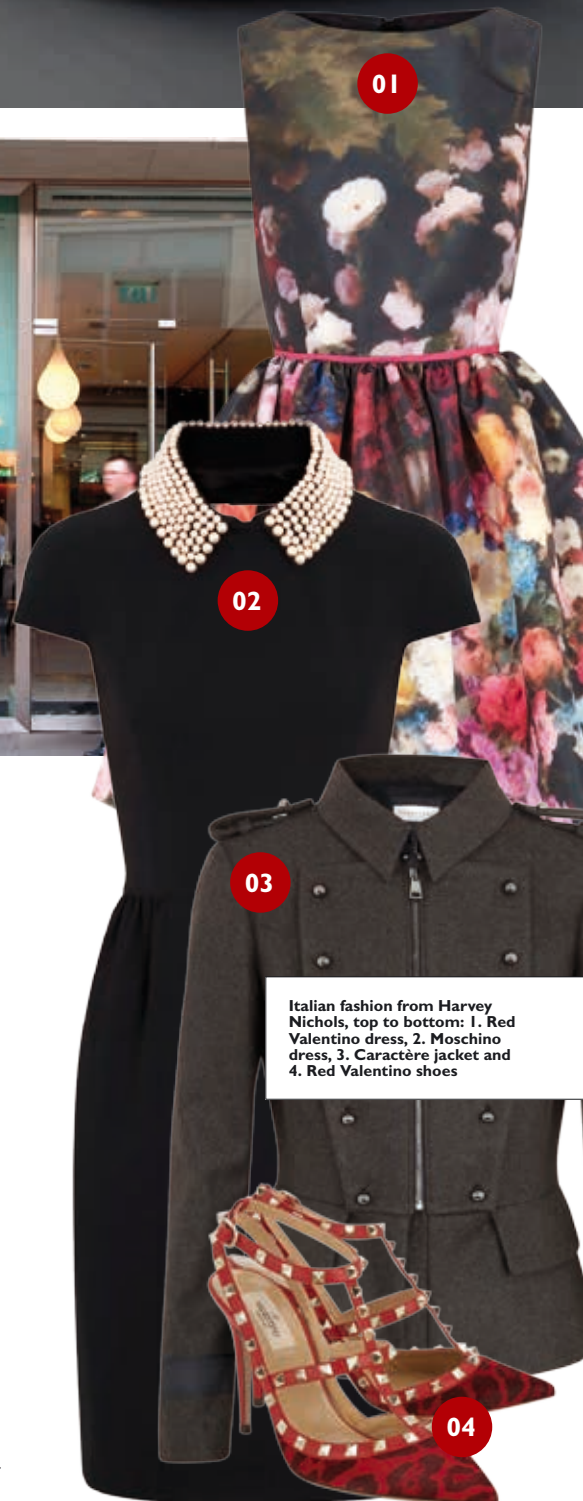 01
02
03
Italian fashion from Harvey
Nichols, top to bottom: 1. Red
Valentino dress, 2. Moschino
dress, 3. Caractère jacket and
4. Red Valentino shoes
04